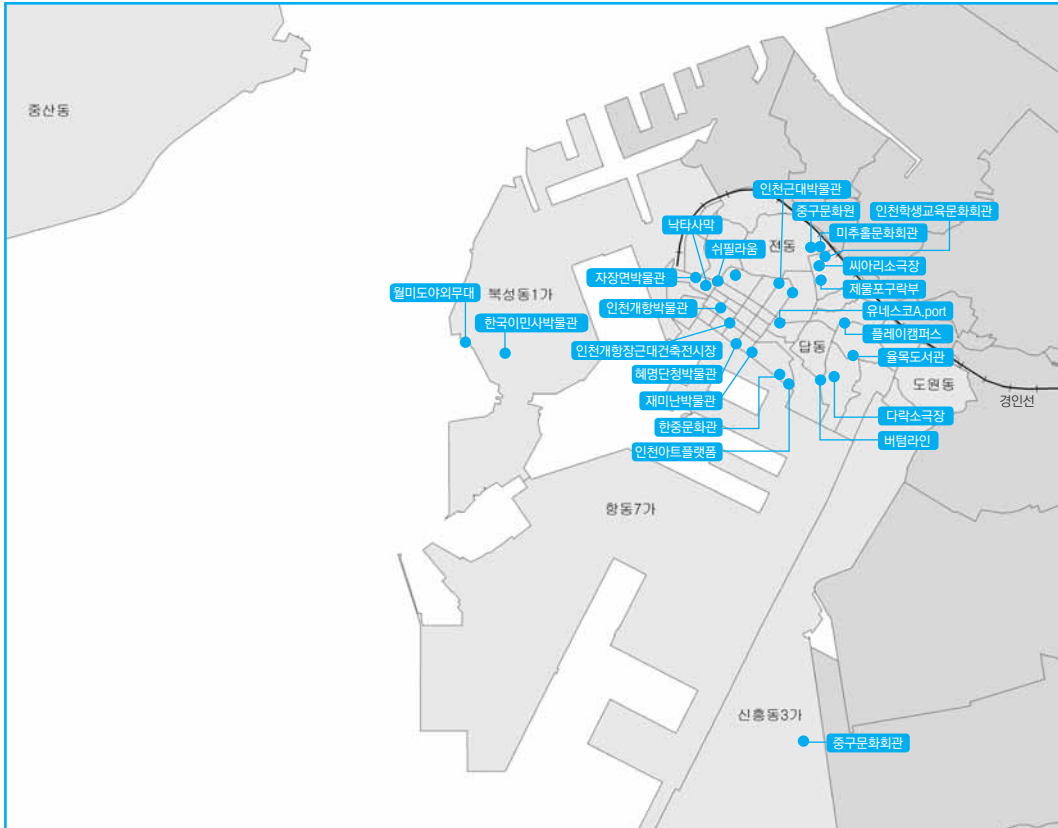 중산동
인천근대박물관
중구문화원
인천학생교육문화회관
낙타사막
미추홀문화회관
쉬필라움
전동
씨아리소극장
자장면박물관
제물포구락부
월미도야외무대
북성동1가
인천개항박물관
유네스코A.port
한국이민사박물관
플레이캠퍼스
인천개항장근대건축전시장
답동
율목도서관
혜명단청박물관
도원동
재미난박물관
경인선
다락소극장
한중문화관
버텀라인
인천아트플랫폼
항동7가
신흥동3가
중구문화회관